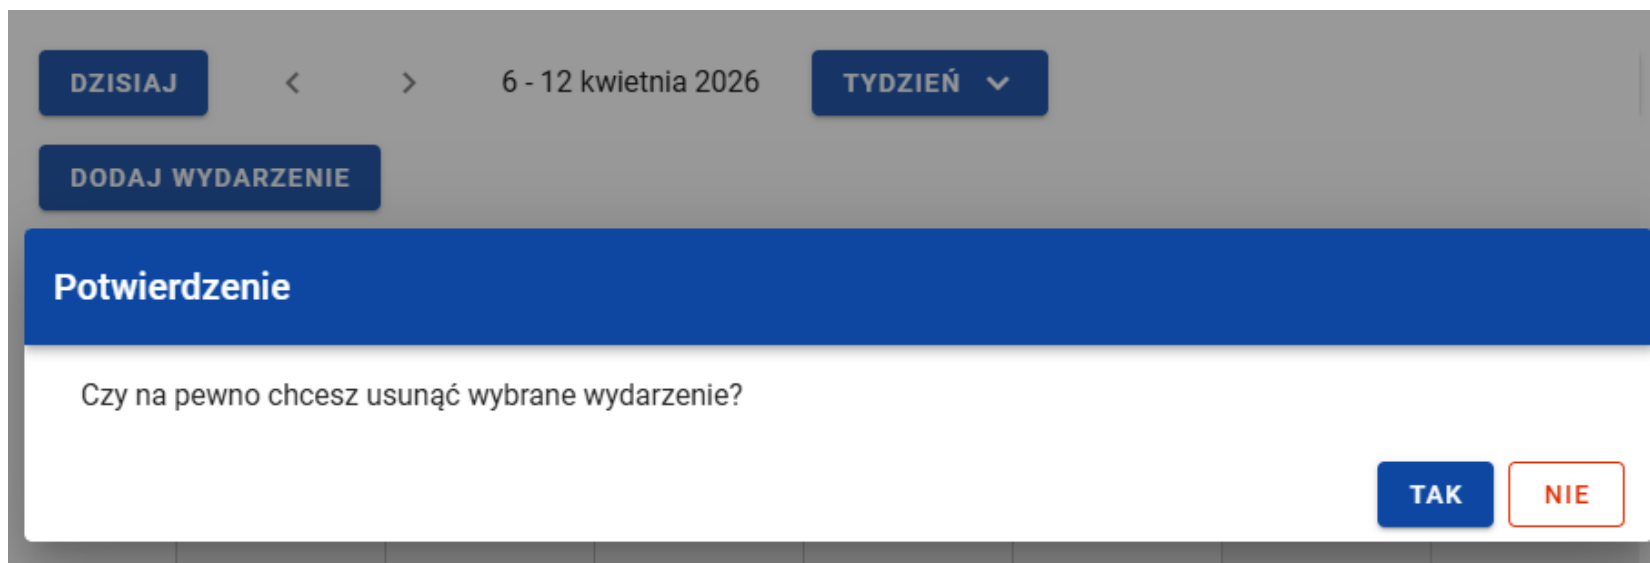 DZISIAJ
6 - 12 kwietnia 2026
TYDZIEŃ
DODAJ WYDARZENIE
Potwierdzenie
Czy na pewno chcesz usunąć wybrane wydarzenie?
TAK
NIE